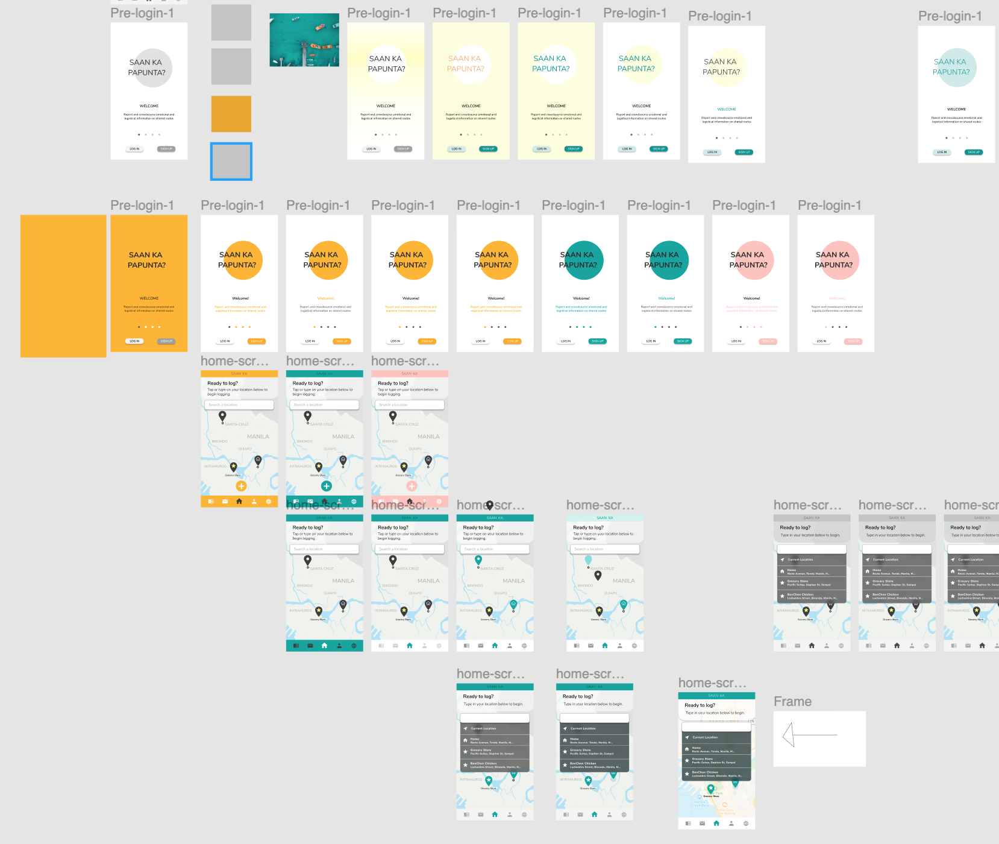 Pre-login-1
Pre-login-1
Pre-login-1
Pre-login-1
Pre-login-1
Pre-login-1
Pre-login-1
SAAN KA
PAPUNTA?
WELCOME
Report and crowdsource emotional and
logistical information on shared routes
LOG IN
SIGN UP
SAAN KA
PAPUNTA?
WELCOME
Report and crowdsource emotional and
logistical information on shared routes
LOG IN
SIGN UP
SAAN KA
PAPUNTA?
WELCOME
Report and crowdsource emotional and
logistical information on shared routes
LOG IN
SIGN UP
SAAN KA
PAPUNTA?
WELCOME
Report and crowdsource emotional and
logistical information on shared routes
LOG IN
SIGN UP
SAAN KA
PAPUNTA?
WELCOME
Report and crowdsource emotional and
logistical information on shared routes
LOG IN
SIGN UP
SAAN KA
PAPUNTA?
WELCOME
Report and crowdsource emotional and
logistical information on shared routes
LOG IN
SIGN UP
SAAN KA
PAPUNTA?
WELCOME
Report and crowdsource emotional and
logistical information on shared routes
LOG IN
SIGN UP
Pre-login-1
Pre-login-1
Pre-login-1
Pre-login-1
Pre-login-1
Pre-login-1
Pre-login-1
Pre-login-1
Pre-login-1
SAAN KA
PAPUNTA?
WELCOME
Report and crowdsource emotional and
logistical information on shared routes
LOG IN
SIGN UP
SAAN KA
PAPUNTA?
Welcome!
Report and crowdsource emotional and
logistical information on shared routes
LOG IN
SIGN UP
SAAN KA
PAPUNTA?
Welcome!
Report and crowdsource emotional and
logistical information on shared routes
LOG IN
SIGN UP
SAAN KA
PAPUNTA?
Welcome!
Report and crowdsource emotional and
logistical information on shared routes
LOG IN
SIGN UP
SAAN KA
PAPUNTA?
Welcome!
Report and crowdsource emotional and
logistical information on shared routes
LOG IN
SIGN UP
SAAN KA
PAPUNTA?
Welcome!
Report and crowdsource emotional and
logistical information on shared routes
LOG IN
SIGN UP
SAAN KA
PAPUNTA?
Welcome!
Report and crowdsource emotional and
logistical information on shared routes
LOG IN
SIGN UP
SAAN KA
PAPUNTA?
Welcome!
Report and crowdsource emotional and
logistical information on shared routes
LOG IN
SIGN UP
SAAN KA
PAPUNTA?
Welcome!
Report and crowdsource emotional and
logistical information on shared routes
LOG IN
SIGN UP
home-scr...
home-scr...
home-scr...
SAAN KA
Ready to log?
Tap or type on your location below to
begin logging.
Search a location
SANTA CRUZ
MANILA
BINONDO
QUIAPO
INTRAMUROS
Grocery Store
SAAN KA
Ready to log?
Tap or type on your location below to
begin logging.
Search a location
SANTA CRUZ
MANILA
BINONDO
QUIAPO
INTRAMUROS
Grocery Store
SAAN KA
Ready to log?
Tap or type on your location below to
begin logging.
Search a location
SANTA CRUZ
MANILA
BINONDO
QUIAPO
INTRAMUROS
Grocery Store
home-scr...
home-scr...
home-scr...
home-scr...
home-scr...
home-scr...
home-scr
SAAN KA
Ready to log?
Tap or type on your location below to
begin logging.
Search a location
SANTA CRUZ
MANILA
BINONDO
QUIAPO
INTRAMUROS
Grocery Store
SAAN KA
Ready to log?
Tap or type on your location below to
begin logging.
Search a location
SANTA CRUZ
MANILA
BINONDO
QUIAPO
INTRAMUROS
Grocery Store
SAAN KA
Ready to log?
Tap or type on your location below to
begin logging.
Search a location
SANTA CRUZ
MANILA
BINONDO
QUIAPO
INTRAMUROS
Grocery Store
SAAN KA
Ready to log?
Tap or type on your location below to
begin logging.
Search a location
SANTA CRUZ
MANILA
BINONDO
QUIAPO
INTRAMUROS
Grocery Store
SAAN KA
Ready to log?
Type in your location below to begin.
Current Location
Home
Recto Avenue, Tondo, Manila, M...
Grocery Store
Pacific Suites, Dapitan St, Sampal
BonChon Chicken
Lachambre Street, Binondo, Manila, M...
INTRAMUROS
Grocery Store
SAAN KA
Ready to log?
Type in your location below to begin.
Current Location
Home
Recto Avenue, Tondo, Manila, M...
Grocery Store
Pacific Suites, Dapitan St, Sampal
BonChon Chicken
Lachambre Street, Binondo, Manila, M...
INTRAMUROS
Grocery Store
SAAN KA
Ready to log?
Type in your location below to
Current Location
Home
Recto Avenue, Tondo, Manila, M...
Grocery Store
Pacific Suites, Dapitan St,
BonChon Chicken
Lachambre Street, Binondo,
INTRAMUROS
Grocery Store
home-scr...
home-scr...
home-scr...
Frame
SAAN KA
Ready to log?
Type in your location below to begin.
Current Location
Home
Recto Avenue, Tondo, Manila, M...
Grocery Store
Pacific Suites, Dapitan St, Sampal
BonChon Chicken
Lachambre Street, Binondo, Manila, M...
INTRAMUROS
Grocery Store
SAAN KA
Ready to log?
Type in your location below to begin.
Current Location
Home
Recto Avenue, Tondo, Manila, M...
Grocery Store
Pacific Suites, Dapitan St, Sampal
BonChon Chicken
Lachambre Street, Binondo, Manila, M...
INTRAMUROS
Grocery Store
SAAN KA
Ready to log?
Type in your location below to begin.
Current Location
Home
Recto Avenue, Tondo, Manila, M...
Grocery Store
Pacific Suites, Dapitan St, Sampal
BonChon Chicken
Lachambre Street, Binondo, Manila, M...
Park
Grocery Store
Manila
Ocean Park